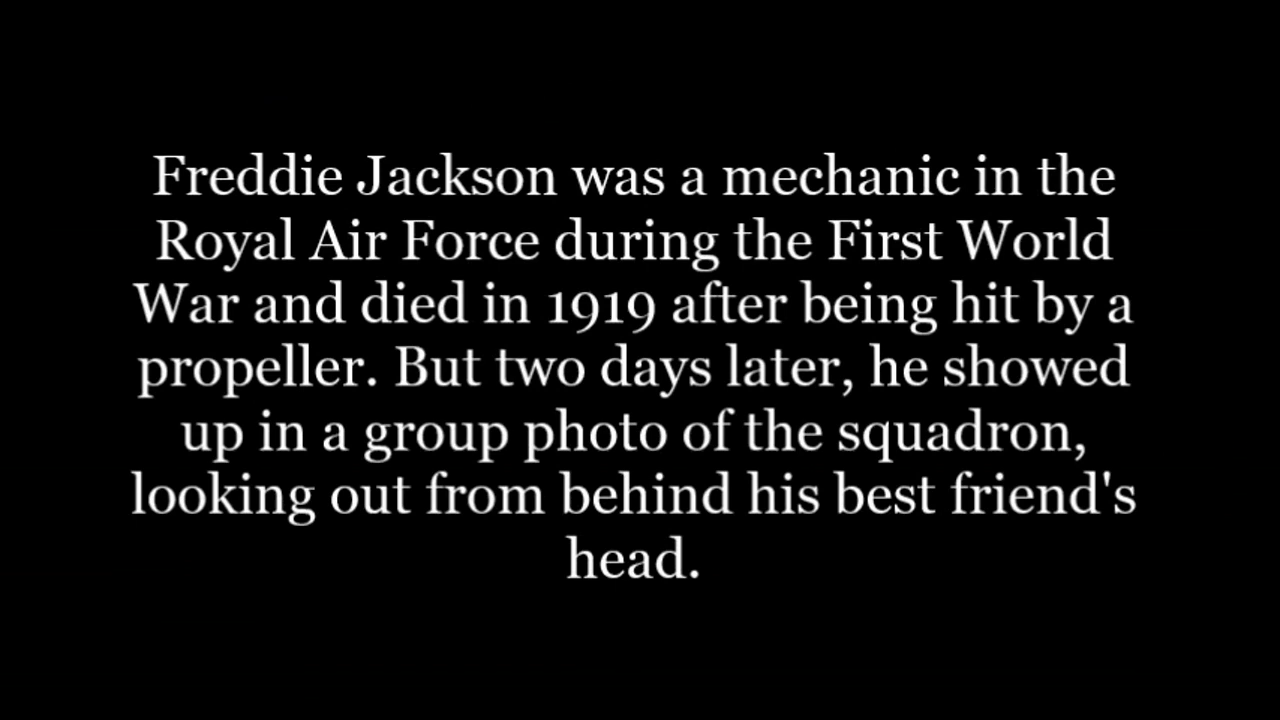 Freddie Jackson was a mechanic in the
Royal Air Force during the First World
War and died in 1919 after being hit by a
propeller. But two days later, he showed
up in a group photo of the squadron,
looking out from behind his best friend's
head.